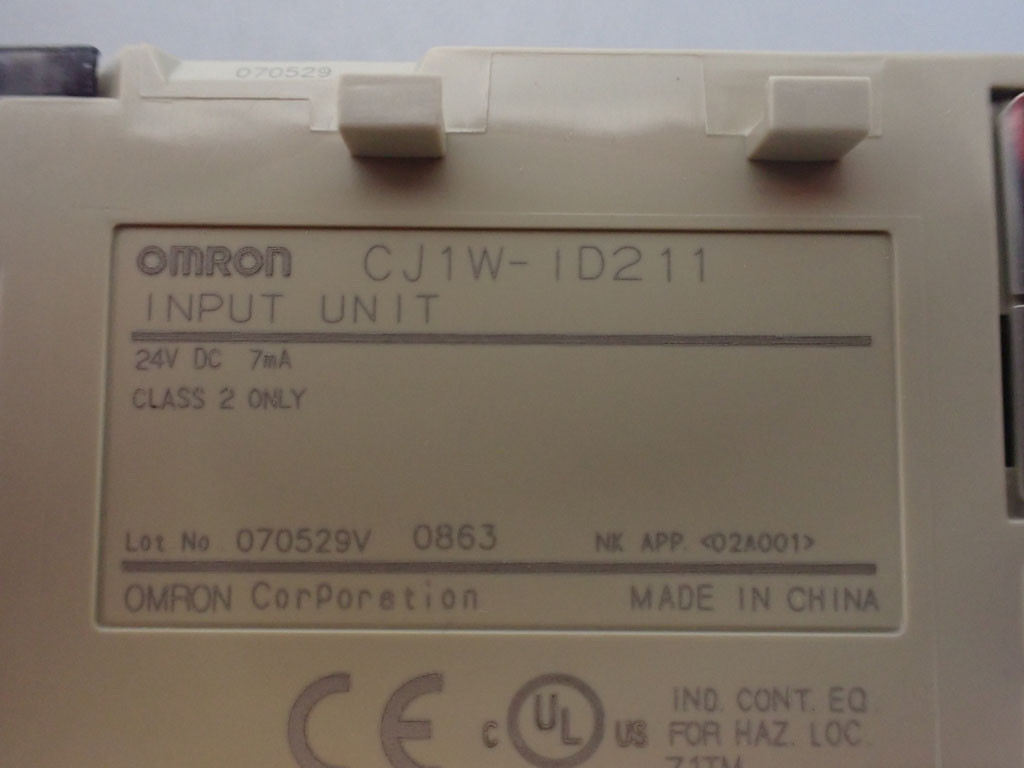 070529
OMRON CJ1W-ID211
INPUT UNIT
24V DC 7mA
CLASS 2 ONLY
Lot No 070529V 0863 NK APP. <02A001>
OMRON Corporation MADE IN CHINA
CE C UL US IND. CONT. EQ.
FOR HAZ. LOC.
Z1TM